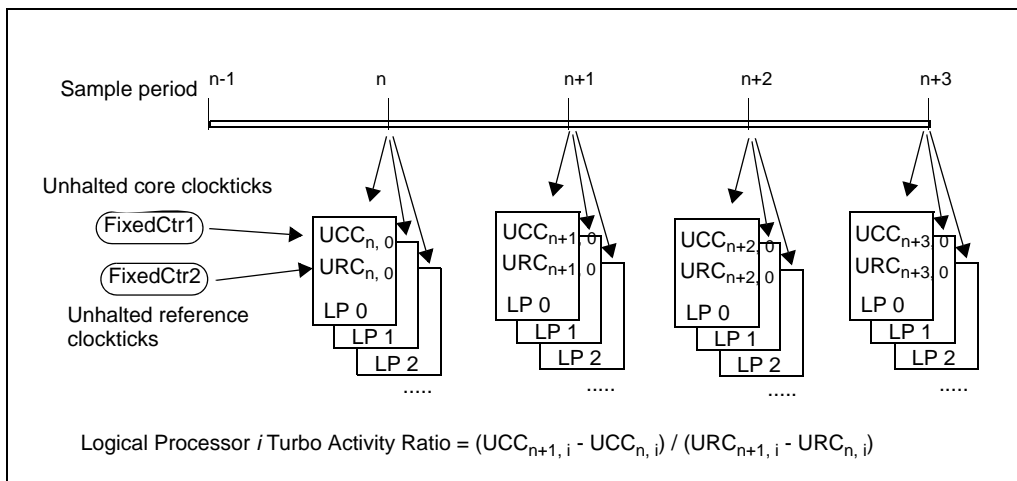 Sample period n-1 n n+1 n+2 n+3
Unhalted core clockticks
FixedCtr1
FixedCtr2
Unhalted reference
clockticks
UCCn, 0
URCn, 0
LP 0
LP 1
LP 2
.....
UCCn+1, 0
URCn+1, 0
LP 0
LP 1
LP 2
.....
UCCn+2, 0
URCn+2, 0
LP 0
LP 1
LP 2
.....
UCCn+3, 0
URCn+3, 0
LP 0
LP 1
LP 2
.....
Logical Processor i Turbo Activity Ratio = (UCCn+1, i - UCCn, i) / (URCn+1, i - URCn, i)